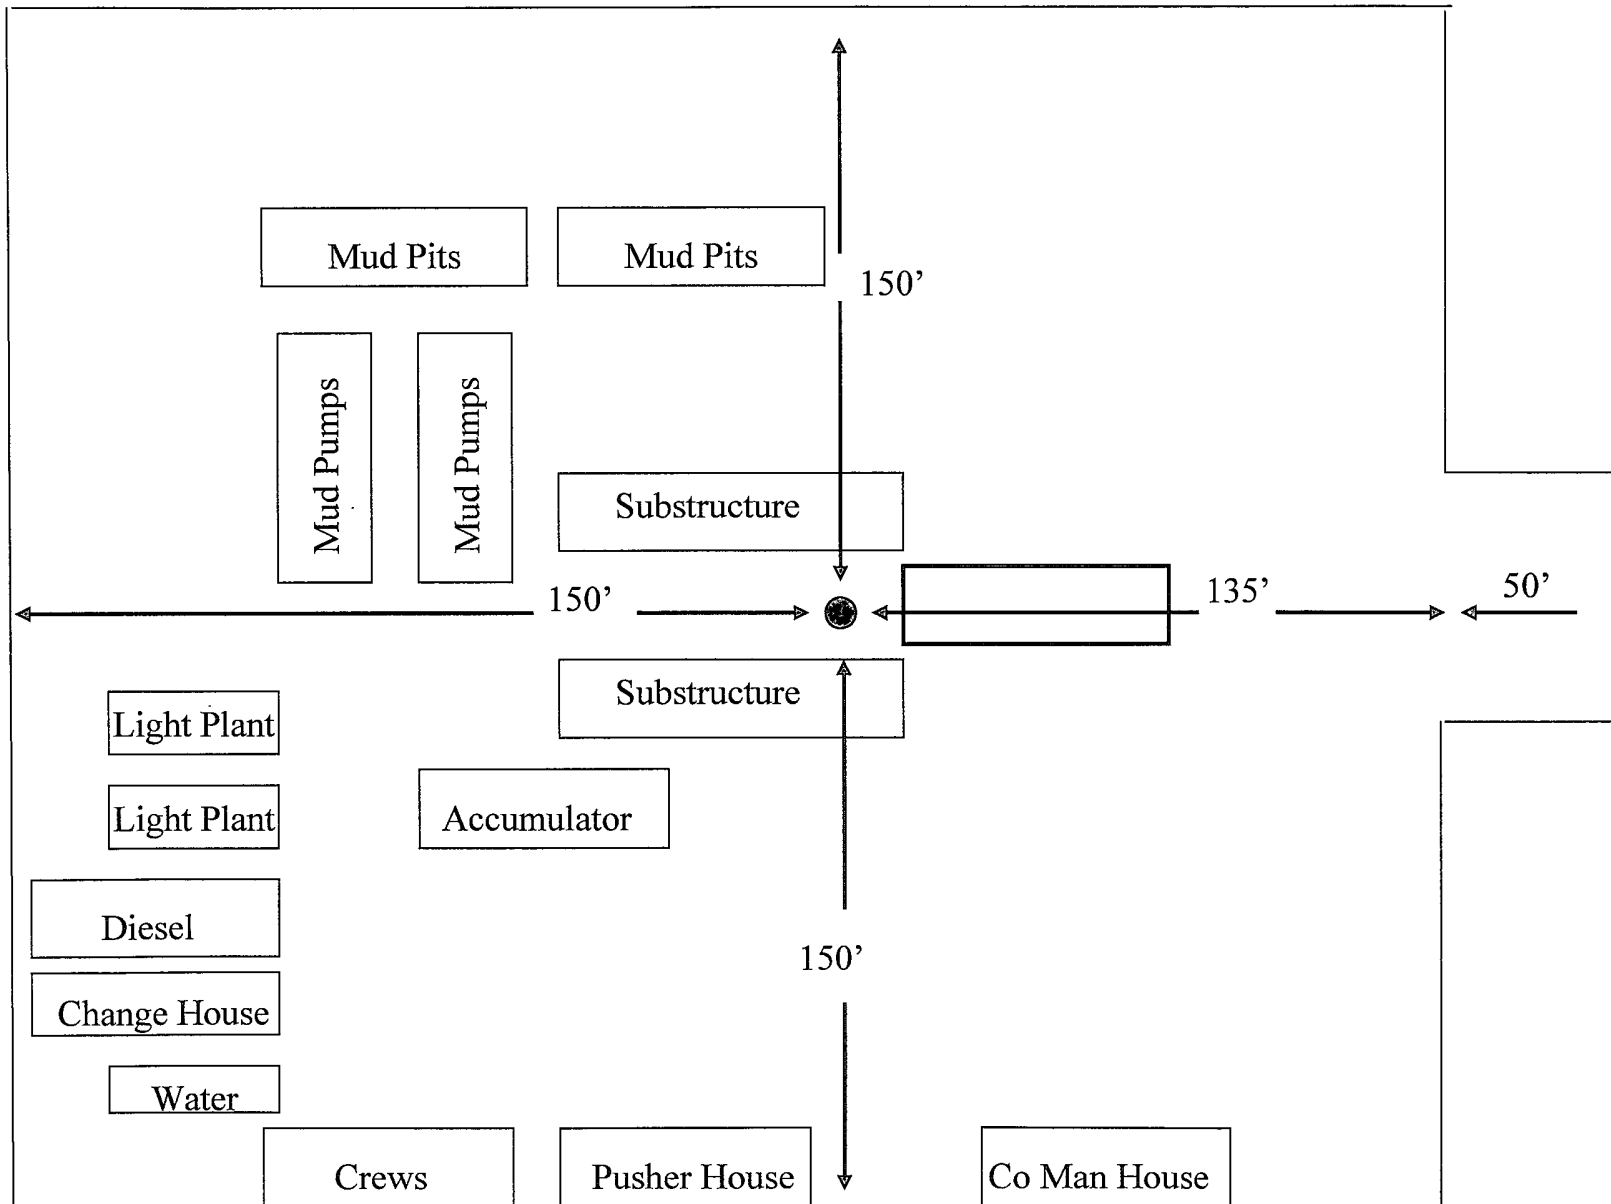 Mud Pits
Mud Pits
150’
Mud Pumps
Mud Pumps
Substructure
150’
135’
50’
Substructure
Light Plant
Light Plant
Accumulator
Diesel
150’
Change House
Water
Crews
Pusher House
Co Man House